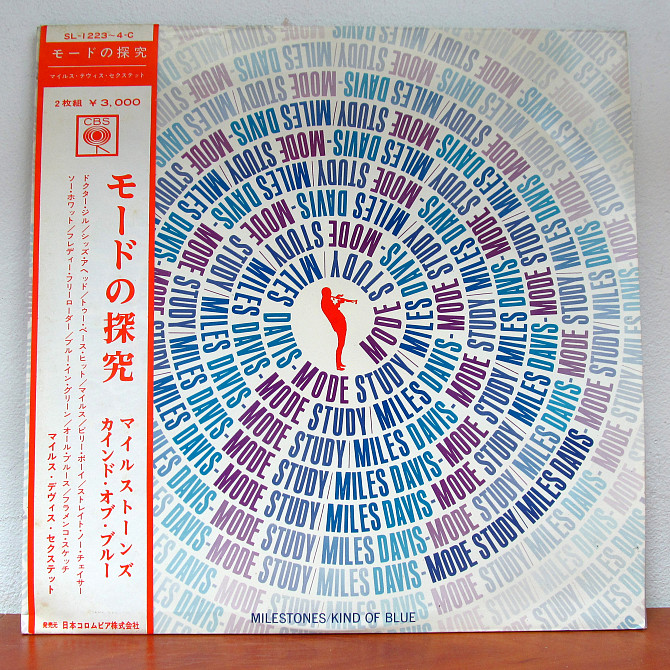 SL-1223~4-C
モードの探究
マイルス・デヴィス・セクステット
2枚組 ¥3,000
CBS
モードの探究
マイルストーンズ
カインド・オブ・ブルー
ドクター・ジル/シッズ・アヘッド/トゥー・ベース・ヒット/マイルス/ビリー・ボーイ/ストレイト・ノー・チェイサー
ソー・ホワット/フレディー・フリーローダー/ブルー・イン・グリーン/オール・ブルース/フラメンコ・スケッチ
マイルス・デヴィス・セクステット
発売元 日本コロムビア株式会社
MODE STUDY/MILES DAVIS-MODE STUDY/MILES DAVIS-MODE STUDY/MILES DAVIS
MILESTONES/KIND OF BLUE